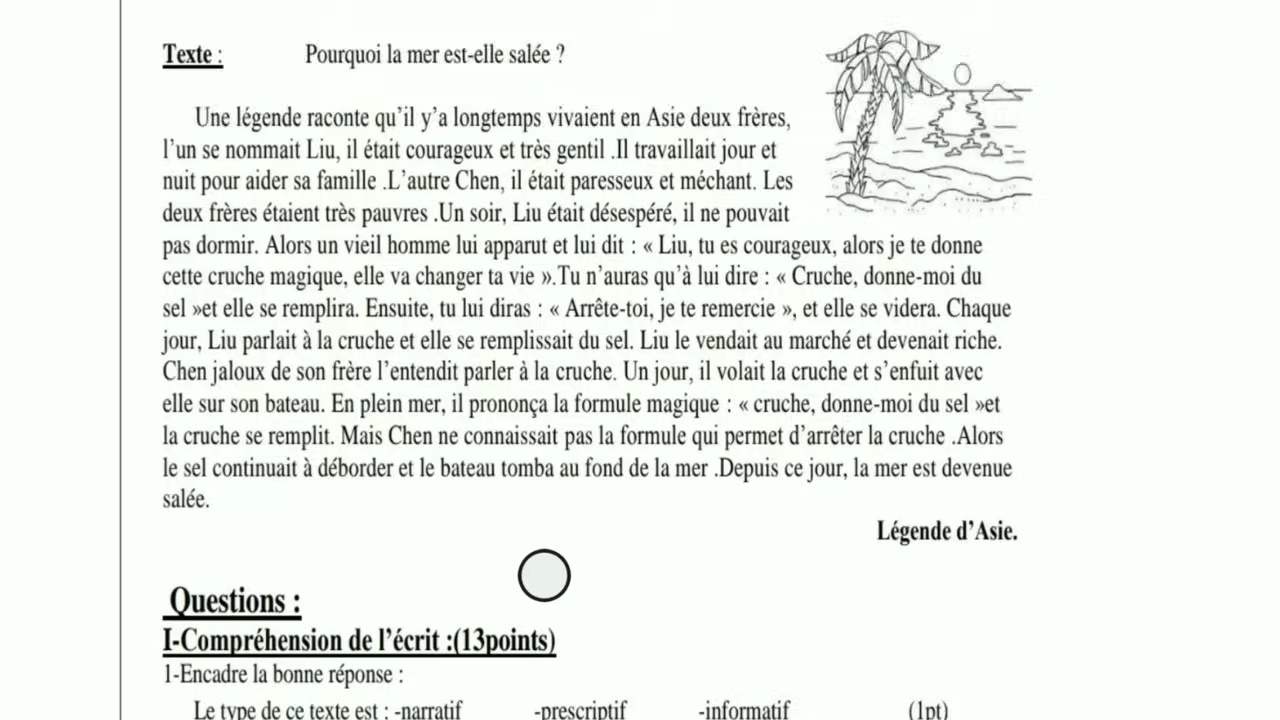 Texte : Pourquoi la mer est-elle salée ?
Une légende raconte qu’il y’a longtemps vivaient en Asie deux frères,
l’un se nommait Liu, il était courageux et très gentil .Il travaillait jour et
nuit pour aider sa famille .L’autre Chen, il était paresseux et méchant. Les
deux frères étaient très pauvres .Un soir, Liu était désespéré, il ne pouvait
pas dormir. Alors un vieil homme lui apparut et lui dit : « Liu, tu es courageux, alors je te donne
cette cruche magique, elle va changer ta vie ».Tu n’auras qu’à lui dire : « Cruche, donne-moi du
sel »et elle se remplira. Ensuite, tu lui diras : « Arrête-toi, je te remercie », et elle se videra. Chaque
jour, Liu parlait à la cruche et elle se remplissait du sel. Liu le vendait au marché et devenait riche.
Chen jaloux de son frère l’entendit parler à la cruche. Un jour, il volait la cruche et s’enfuit avec
elle sur son bateau. En plein mer, il prononça la formule magique : « cruche, donne-moi du sel »et
la cruche se remplit. Mais Chen ne connaissait pas la formule qui permet d’arrêter la cruche .Alors
le sel continuait à déborder et le bateau tomba au fond de la mer .Depuis ce jour, la mer est devenue
salée.
Légende d’Asie.
Questions :
I-Compréhension de l’écrit :(13points)
1-Encadre la bonne réponse :
Le type de ce texte est : -narratif -prescriptif -informatif (1pt)